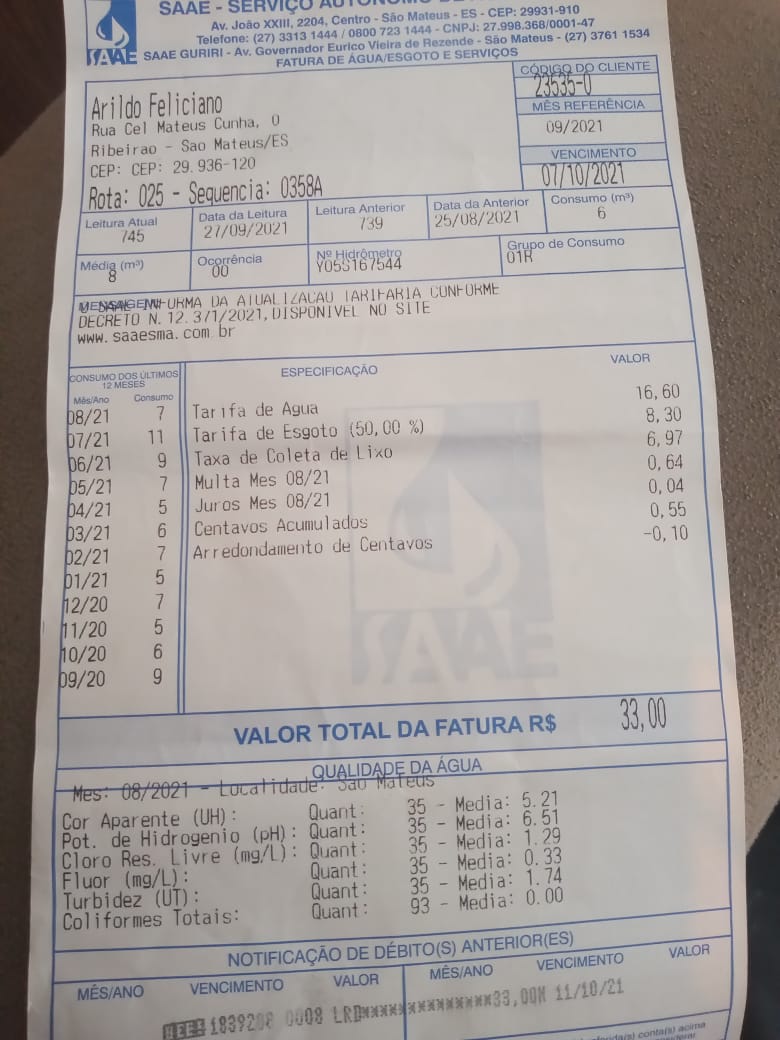 SAAE - SERVIÇO AUTÔNOMO DE
Av. João XXIII, 2204, Centro - São Mateus - ES - CEP: 29931-910
Telefone: (27) 3313 1444 / 0800 723 1444 - CNPJ: 27.998.368/0001-47
SAAE GURIRI - Av. Governador Eurico Vieira de Rezende - São Mateus - (27) 3761 1534
FATURA DE ÁGUA/ESGOTO E SERVIÇOS
SAAE
CÓDIGO DO CLIENTE
23535-0
Arildo Feliciano
Rua Cel Mateus Cunha, 0
Ribeirao - Sao Mateus/ES
CEP: CEP: 29.936-120
Rota: 025 - Sequencia: 0358A
MÊS REFERÊNCIA
09/2021
VENCIMENTO
07/10/2021
Leitura Atual Data da Leitura Leitura Anterior Data da Anterior Consumo (m³)
745 27/09/2021 739 25/08/2021 6
Média (m³) Ocorrência Nº Hidrômetro Grupo de Consumo
8 00 Y05S167544 01R
MENSAGEM
INFORMA DA ATUALIZACAO TARIFARIA CONFORME
DECRETO N. 12.371/2021, DISPONIVEL NO SITE
www.saaesma.com.br
CONSUMO DOS ÚLTIMOS
12 MESES
Mês/Ano Consumo
08/21 7
07/21 11
06/21 9
05/21 7
04/21 5
03/21 6
02/21 7
01/21 5
12/20 7
11/20 5
10/20 6
09/20 9
ESPECIFICAÇÃO VALOR
Tarifa de Agua 16,60
Tarifa de Esgoto (50,00 %) 8,30
Taxa de Coleta de Lixo 6,97
Multa Mes 08/21 0,64
Juros Mes 08/21 0,04
Centavos Acumulados 0,55
Arredondamento de Centavos -0,10
SAAE
VALOR TOTAL DA FATURA R$ 33,00
QUALIDADE DA ÁGUA
Mes: 08/2021 - Localidade: Sao Mateus
Cor Aparente (UH): Quant: 35 - Media: 5.21
Pot. de Hidrogenio (pH): Quant: 35 - Media: 6.51
Cloro Res. Livre (mg/L): Quant: 35 - Media: 1.29
Fluor (mg/L): Quant: 35 - Media: 0.33
Turbidez (UT): Quant: 35 - Media: 1.74
Coliformes Totais: Quant: 93 - Media: 0.00
NOTIFICAÇÃO DE DÉBITO(S) ANTERIOR(ES)
MÊS/ANO VENCIMENTO VALOR MÊS/ANO VENCIMENTO VALOR
1839208 0008 LRD**************33,00M 11/10/21
conta(s) acima